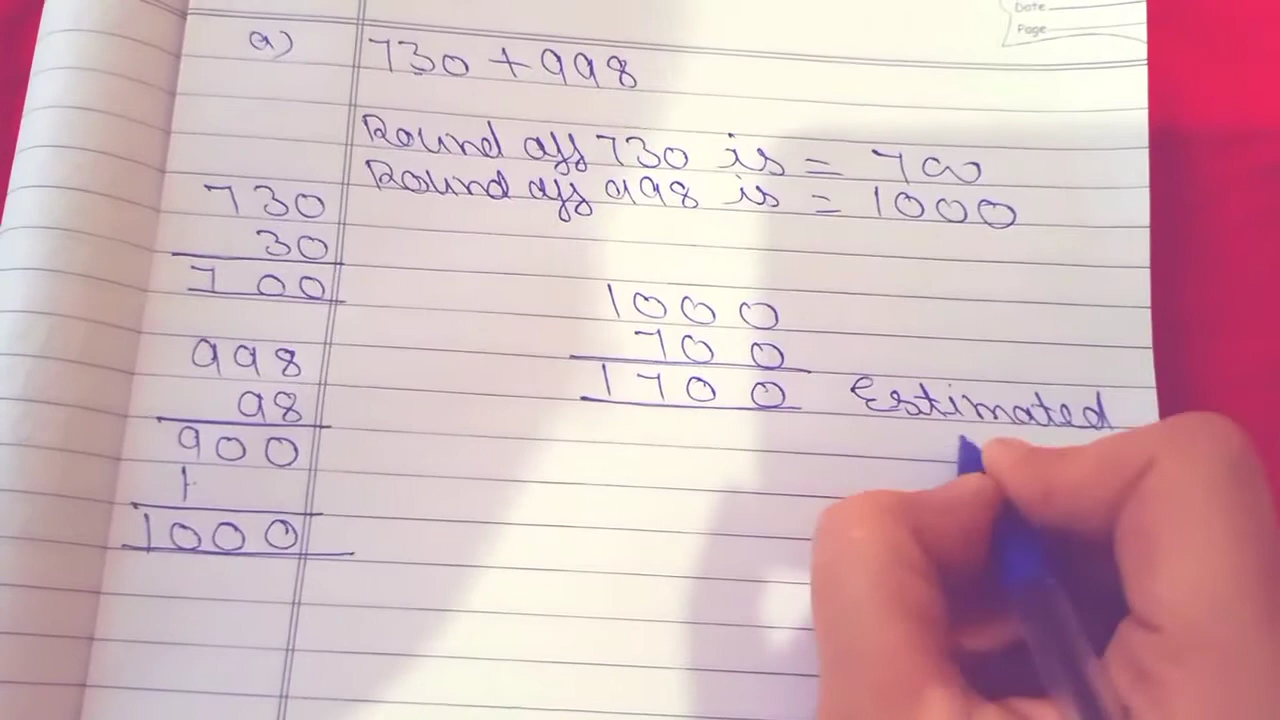 Date
Page
a) 730 + 998
Round off 730 is = 700
Round off 998 is = 1000
730
30
700
998
98
900
1
1000
1000
700
1700 Estimated